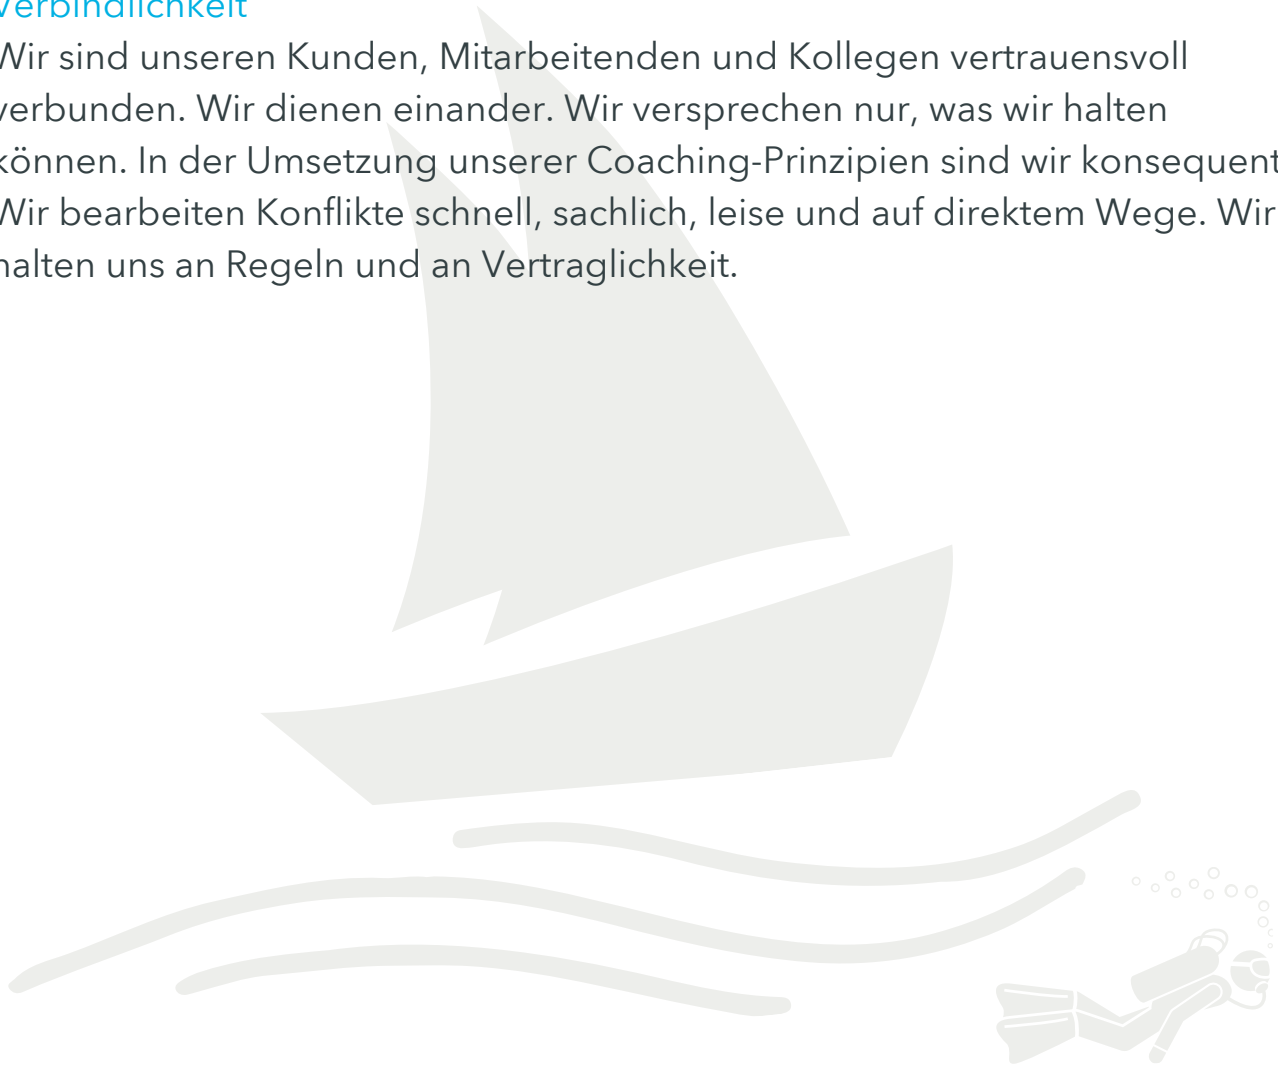 Verbindlichkeit
Wir sind unseren Kunden, Mitarbeitenden und Kollegen vertrauensvoll
verbunden. Wir dienen einander. Wir versprechen nur, was wir halten
können. In der Umsetzung unserer Coaching-Prinzipien sind wir konsequent
Wir bearbeiten Konflikte schnell, sachlich, leise und auf direktem Wege. Wir
halten uns an Regeln und an Vertraglichkeit.